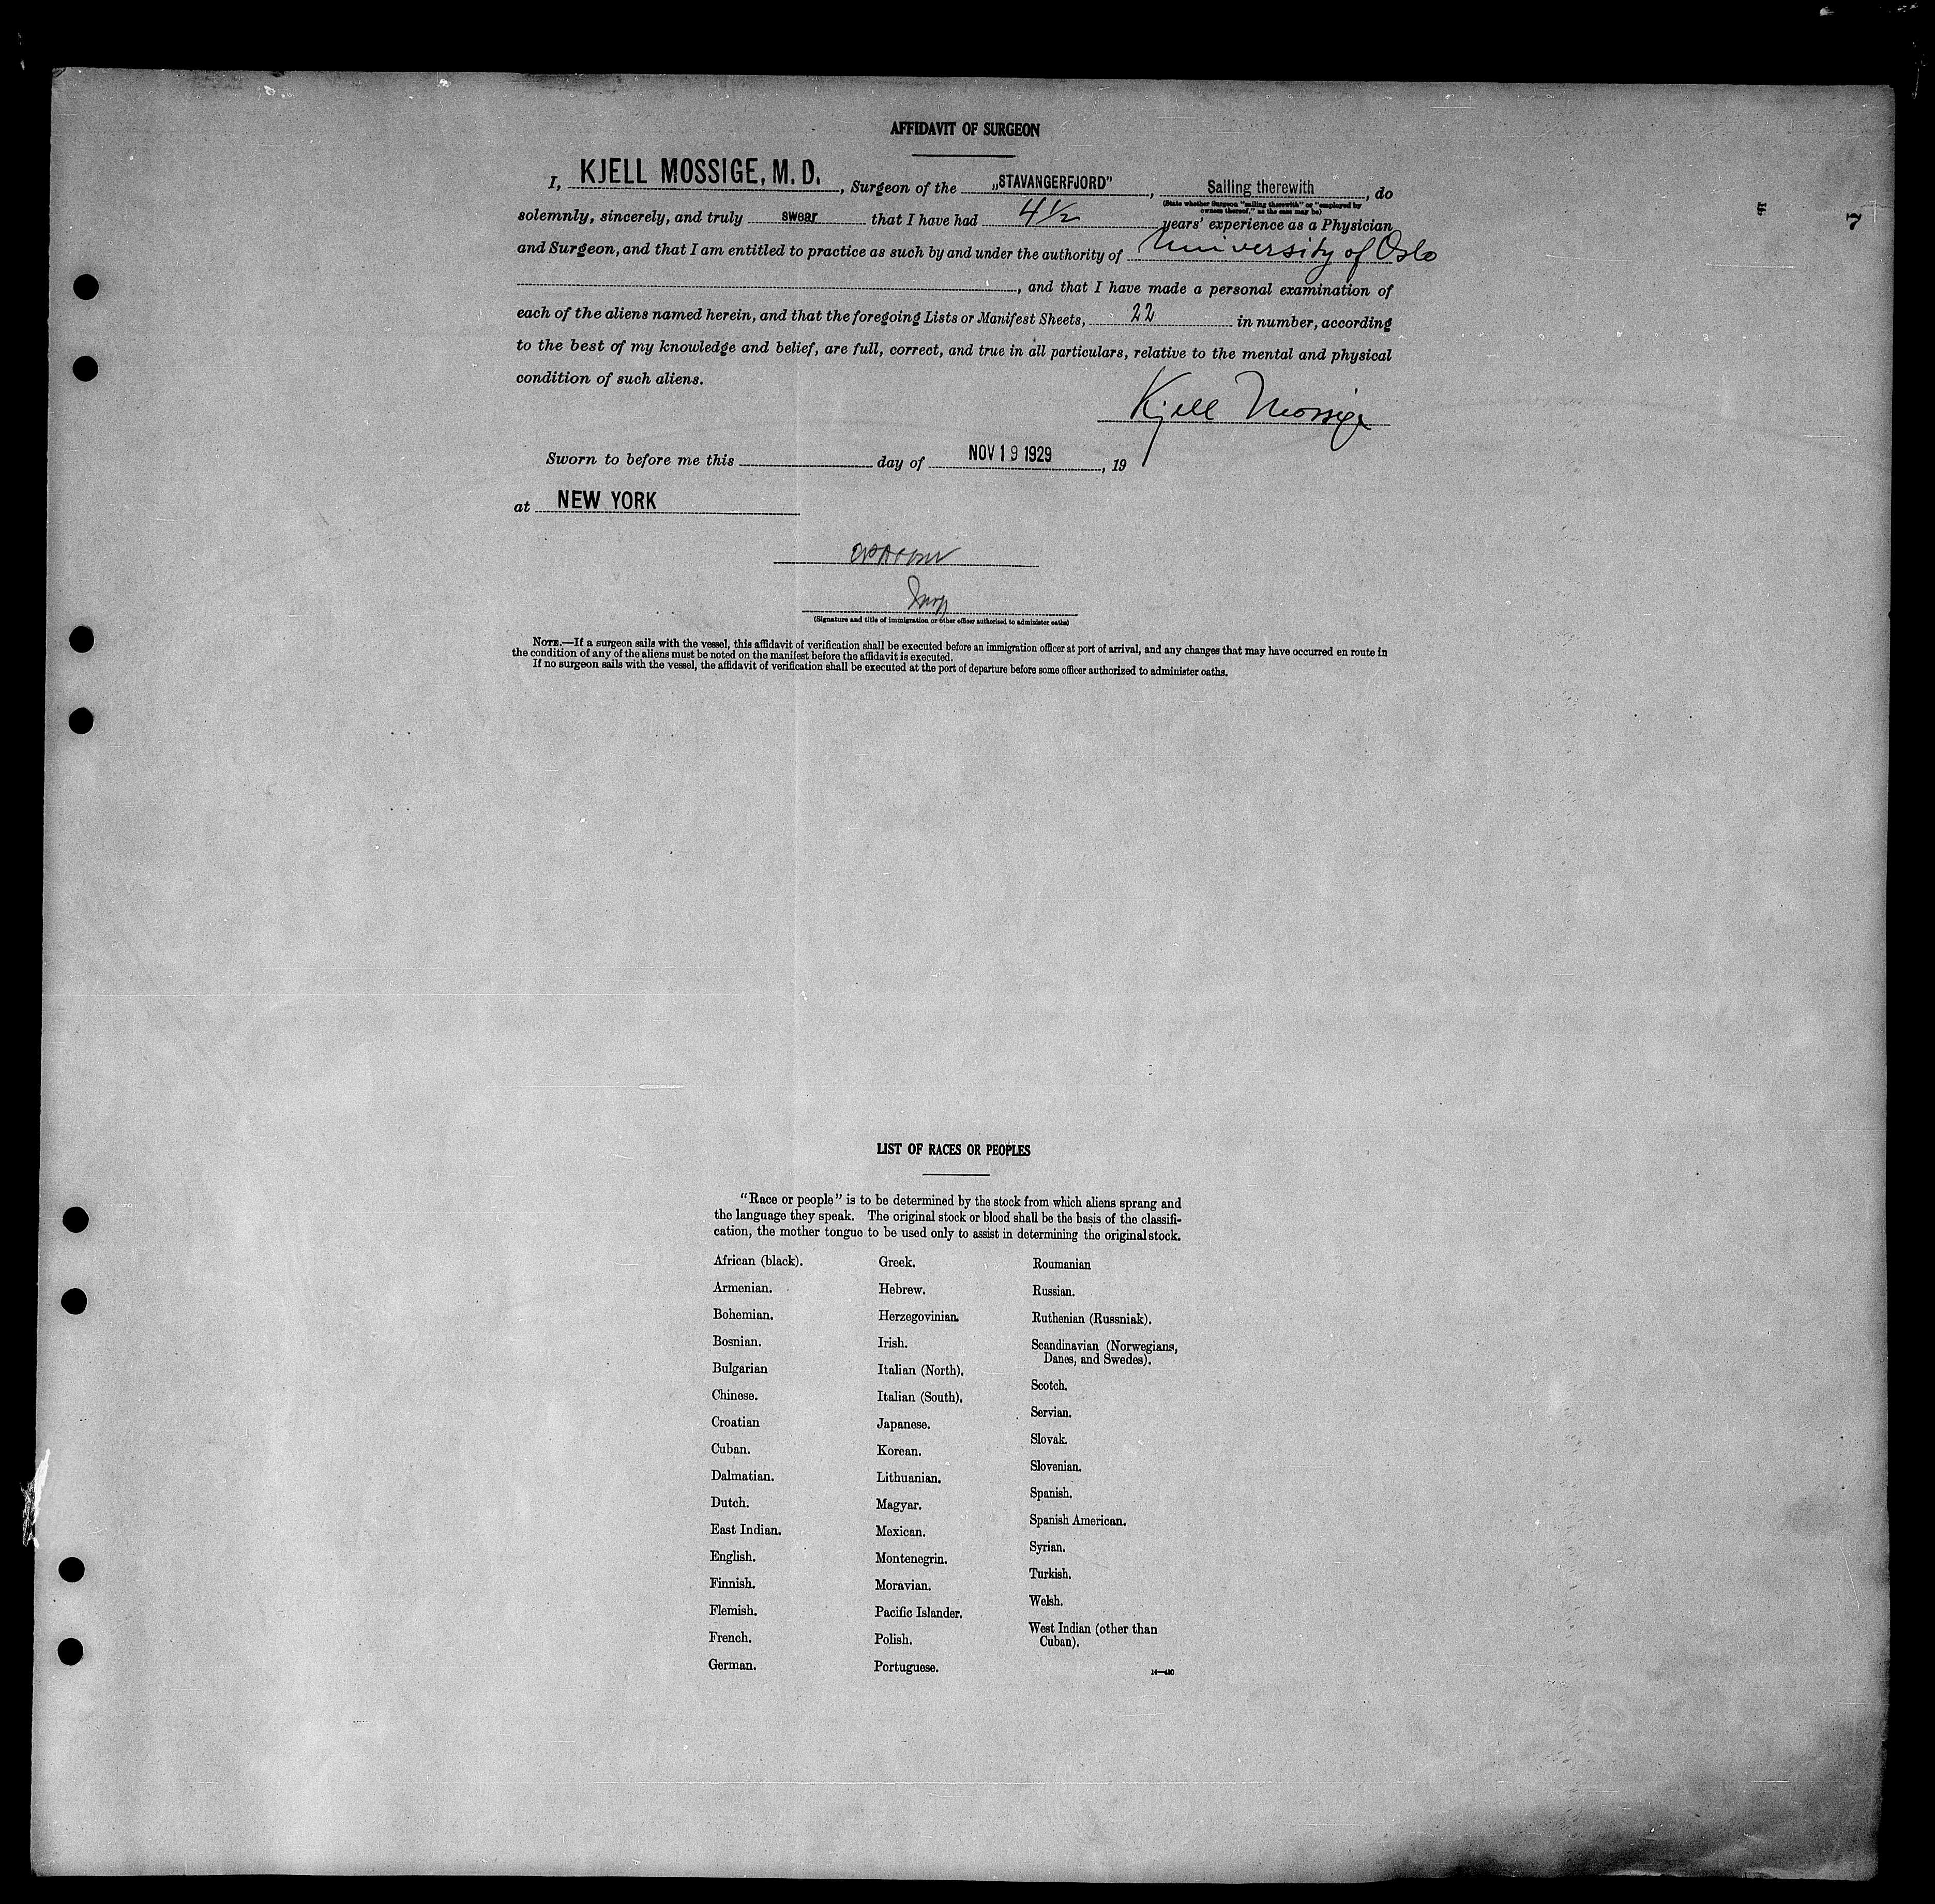 AFFIDAVIT OF SURGEON
I, KJELL MOSSIGE, M. D., Surgeon of the „STAVANGERFJORD”, Sailing therewith, do
(State whether Surgeon "sailing therewith" or "employed by
owners thereof," as the case may be)
solemnly, sincerely, and truly swear that I have had 4½ years' experience as a Physician
and Surgeon, and that I am entitled to practice as such by and under the authority of University of Oslo
, and that I have made a personal examination of
each of the aliens named herein, and that the foregoing Lists or Manifest Sheets, 22 in number, according
to the best of my knowledge and belief, are full, correct, and true in all particulars, relative to the mental and physical
condition of such aliens.
Kjell Mossige
Sworn to before me this day of NOV 19 1929, 19
at NEW YORK
(Signature and title of immigration or other officer authorized to administer oaths)
NOTE.—If a surgeon sails with the vessel, this affidavit of verification shall be executed before an immigration officer at port of arrival, and any changes that may have occurred en route in
the condition of any of the aliens must be noted on the manifest before the affidavit is executed.
If no surgeon sails with the vessel, the affidavit of verification shall be executed at the port of departure before some officer authorized to administer oaths.
7
LIST OF RACES OR PEOPLES
"Race or people" is to be determined by the stock from which aliens sprang and
the language they speak. The original stock or blood shall be the basis of the classifi-
cation, the mother tongue to be used only to assist in determining the original stock.
African (black).
Armenian.
Bohemian.
Bosnian.
Bulgarian
Chinese.
Croatian
Cuban.
Dalmatian.
Dutch.
East Indian.
English.
Finnish.
Flemish.
French.
German.
Greek.
Hebrew.
Herzegovinian.
Irish.
Italian (North).
Italian (South).
Japanese.
Korean.
Lithuanian.
Magyar.
Mexican.
Montenegrin.
Moravian.
Pacific Islander.
Polish.
Portuguese.
Roumanian
Russian.
Ruthenian (Russniak).
Scandinavian (Norwegians,
Danes, and Swedes).
Scotch.
Servian.
Slovak.
Slovenian.
Spanish.
Spanish American.
Syrian.
Turkish.
Welsh.
West Indian (other than
Cuban).
14—430